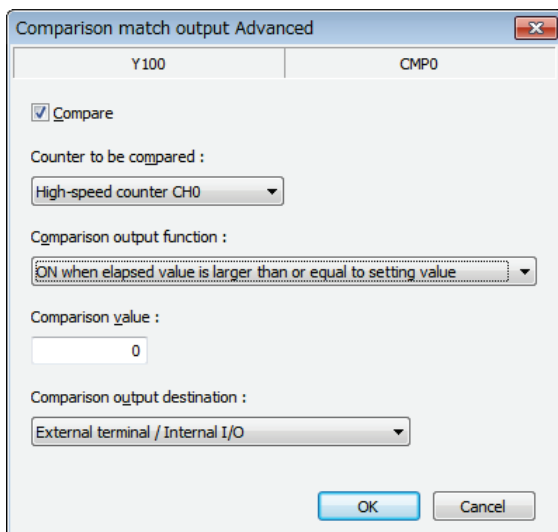 Comparison match output Advanced
Y100 CMP0
Compare
Counter to be compared :
High-speed counter CH0
Comparison output function :
ON when elapsed value is larger than or equal to setting value
Comparison value :
0
Comparison output destination :
External terminal / Internal I/O
OK Cancel